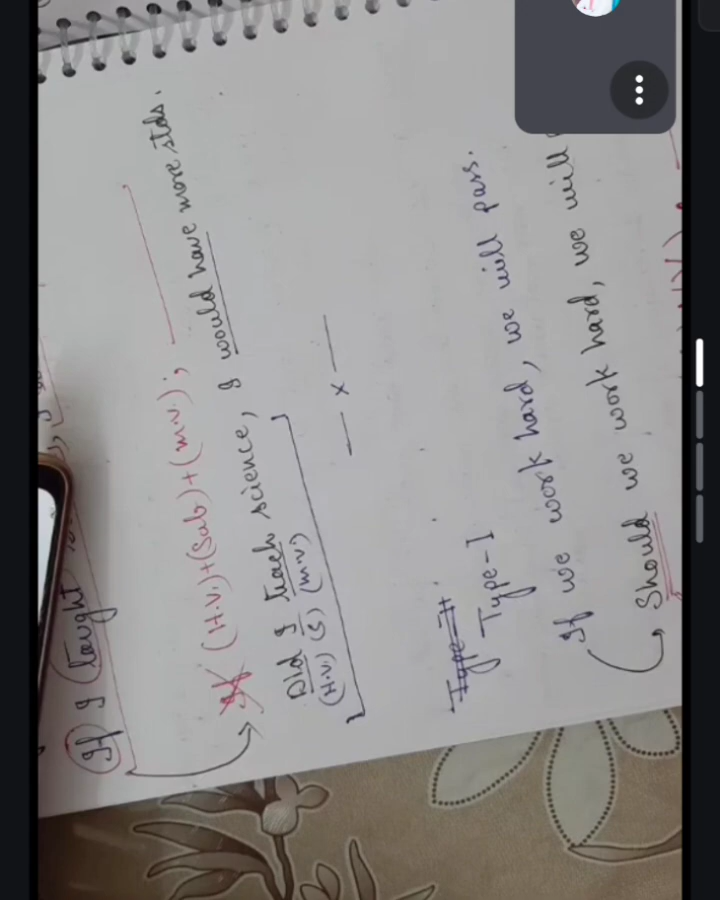 If I taught
If (H.V.)+(Sub)+(m.v.),
Did I teach science, I would have more stds.
(H.V.) (S) (m.v.)
— x —
Type-II
Type-I
If we work hard, we will pass.
Should we work hard, we will